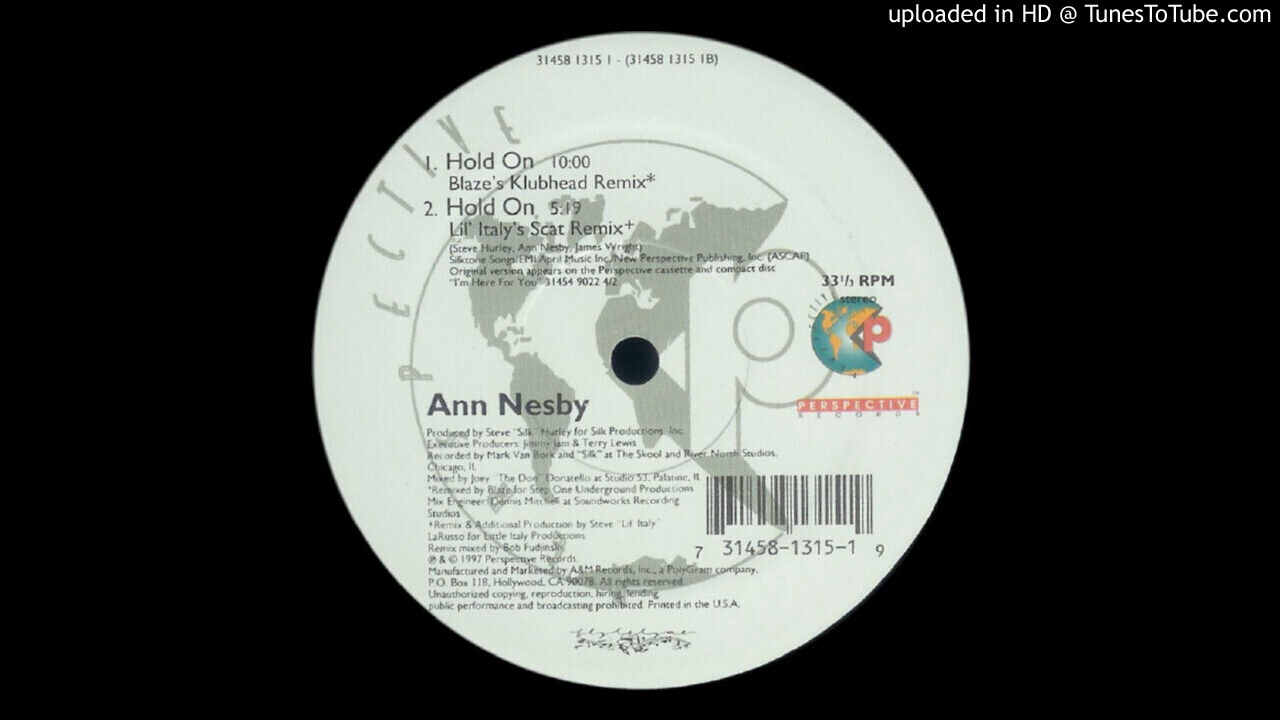 uploaded in HD @ TunesToTube.com
31458 1315 1 - (31458 1315 1B)
PECTIVE
1. Hold On 10:00
Blaze's Klubhead Remix*
2. Hold On 5:19
Lil' Italy's Scat Remix+
(Steve Hurley, Ann Nesby, James Wright)
Silktone Songs/EMI April Music Inc./New Perspective Publishing, Inc. (ASCAP)
Original version appears on the Perspective cassette and compact disc
"I'm Here For You" 31454 9022 4/2
33⅓ RPM
stereo
p
PERSPECTIVE
RECORDS
Ann Nesby
Produced by Steve "Silk" Hurley for Silk Productions, Inc.
Executive Producers: Jimmy Jam & Terry Lewis
Recorded by Mark Van Bork and "Silk" at The Skool and River North Studios,
Chicago, IL
Mixed by Joey "The Don" Donatello at Studio 53, Palatine, IL
*Remixed by Blaze for Step One Underground Productions
Mix Engineer: Dennis Mitchell at Soundworks Recording
Studios
+Remix & Additional Production by Steve "Lil' Italy"
LaRusso for Little Italy Productions
Remix mixed by Bob Fudjinski
℗ & © 1997 Perspective Records
Manufactured and Marketed by A&M Records, Inc., a PolyGram company,
P.O. Box 118, Hollywood, CA 90078. All rights reserved.
Unauthorized copying, reproduction, hiring, lending,
public performance and broadcasting prohibited. Printed in the U.S.A.
7 31458-1315-1 9